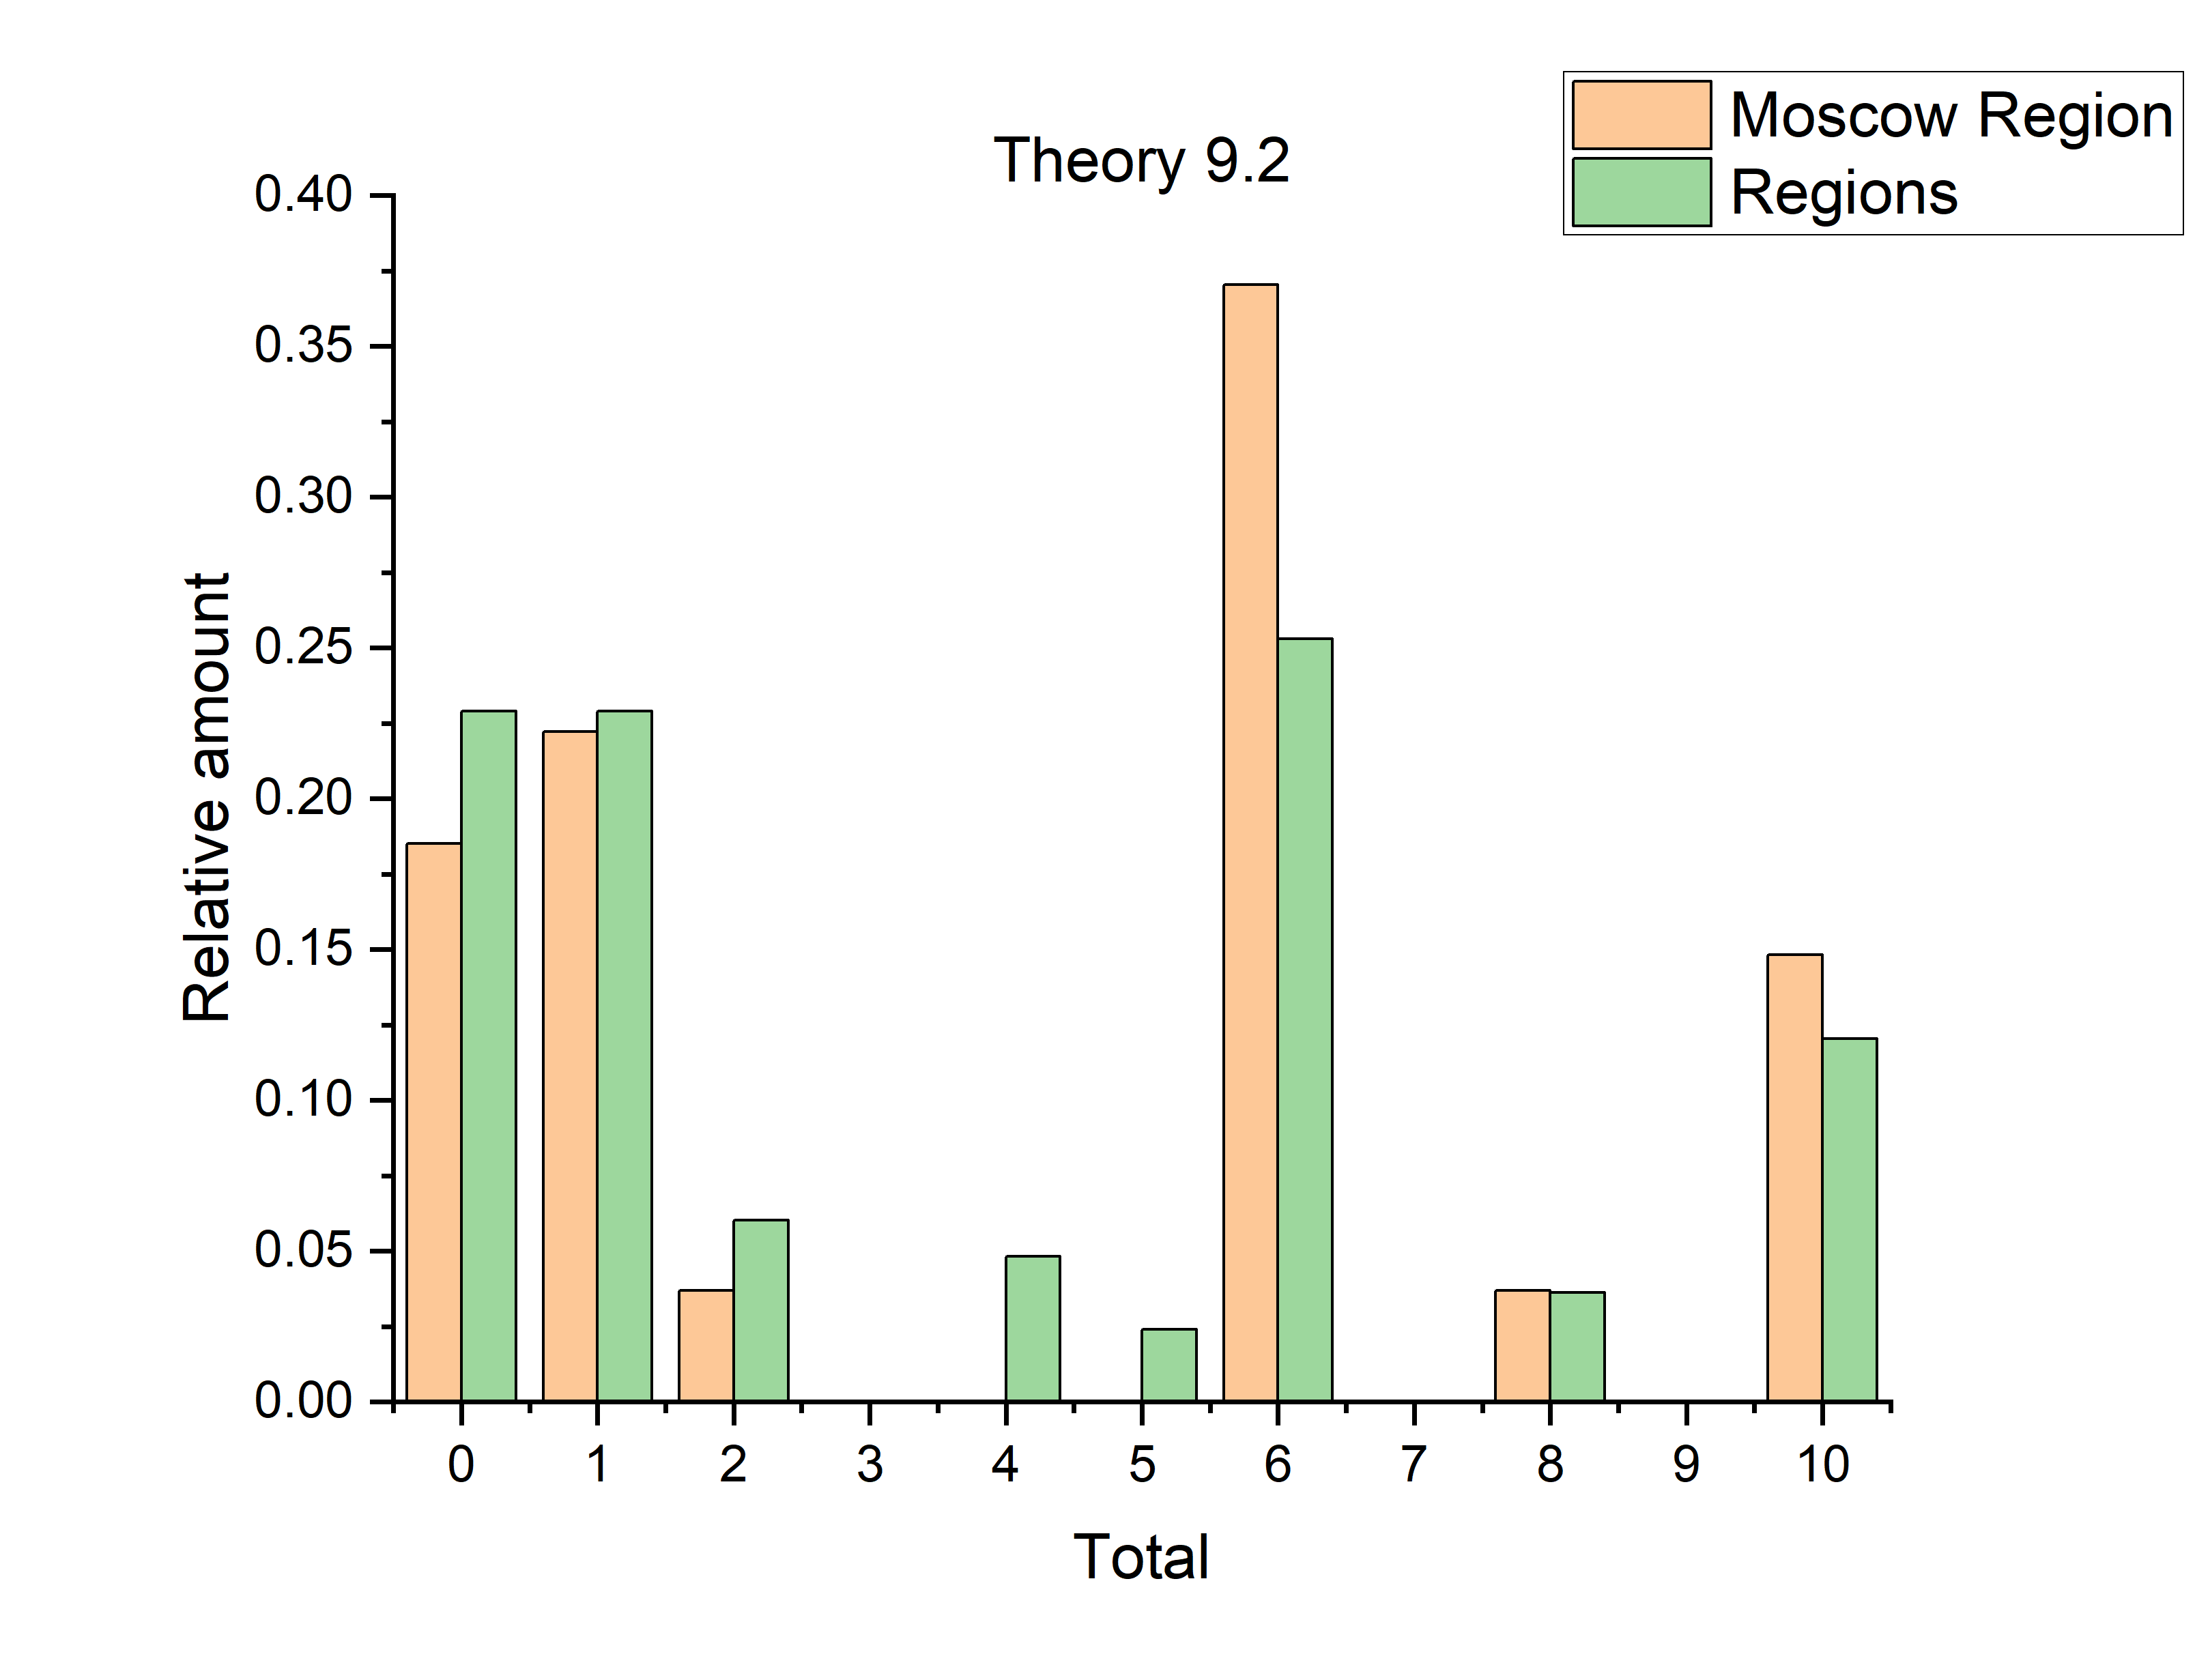 Moscow Region
Regions
Theory 9.2
0.40
0.35
0.30
0.25
0.20
0.15
0.10
0.05
0.00
Relative amount
0 1 2 3 4 5 6 7 8 9 10
Total